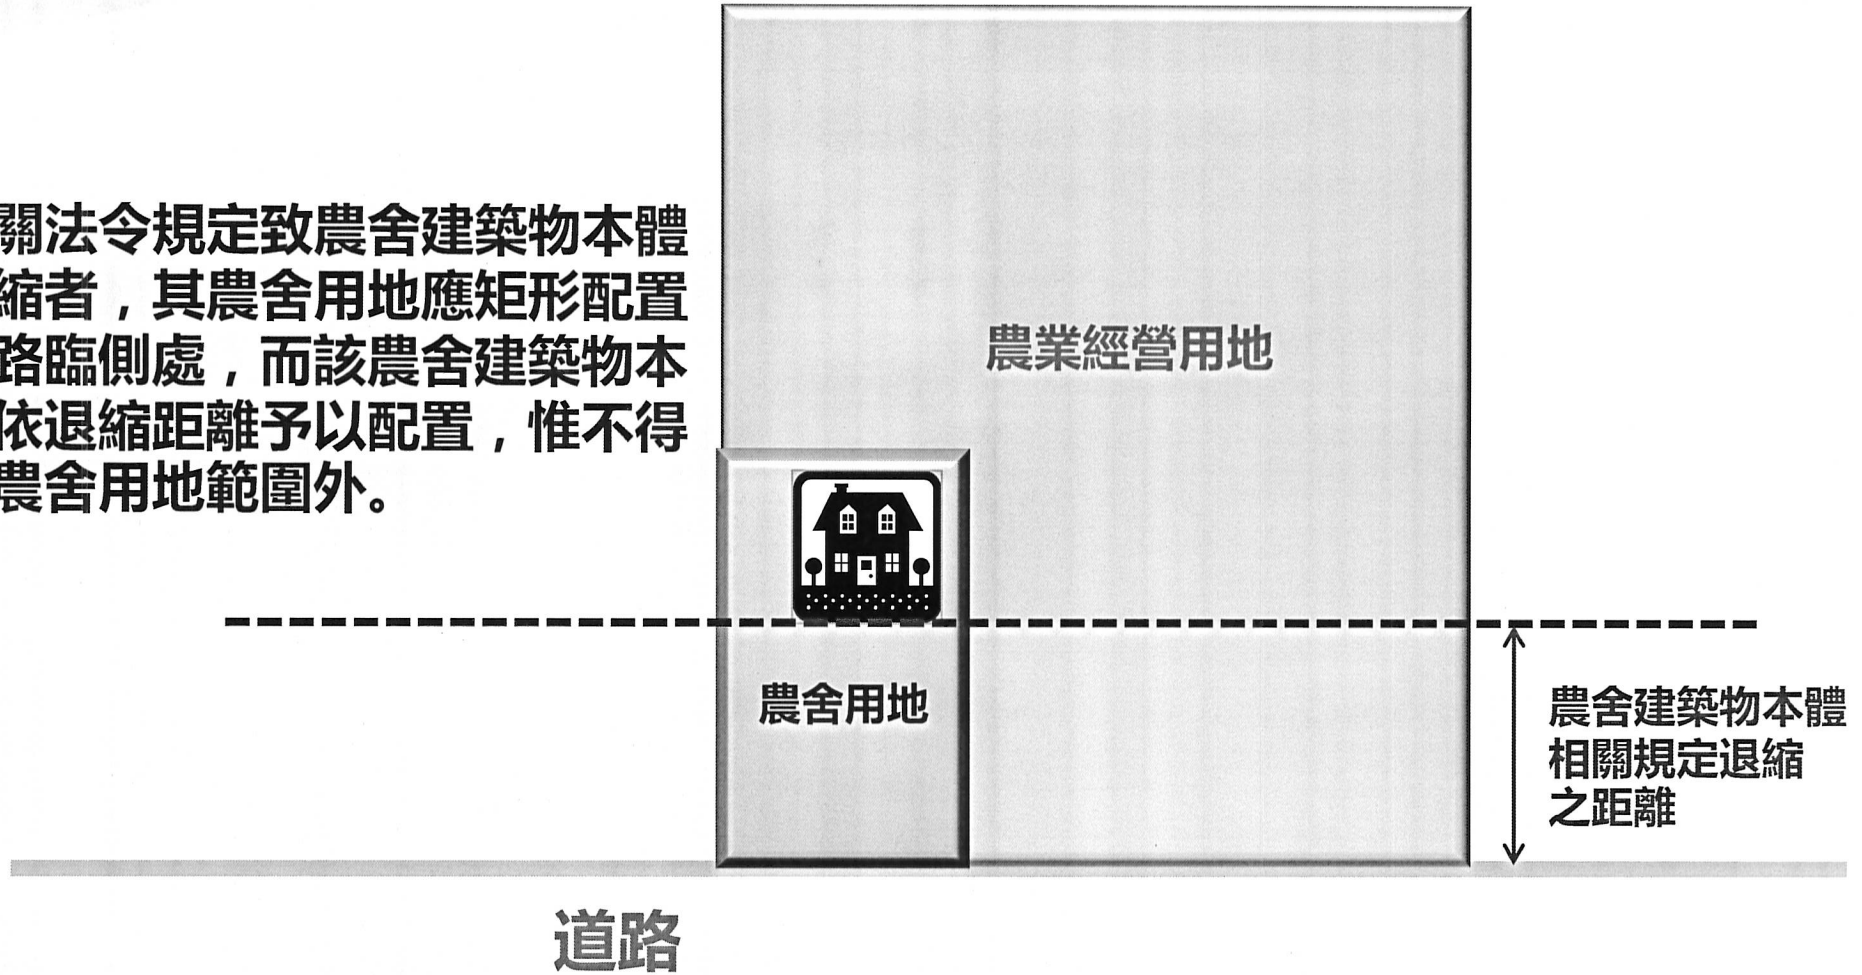 關法令規定致農舍建築物本體
縮者，其農舍用地應矩形配置
路臨側處，而該農舍建築物本
依退縮距離予以配置，惟不得
農舍用地範圍外。
農業經營用地
農舍用地
農舍建築物本體
相關規定退縮
之距離
道路